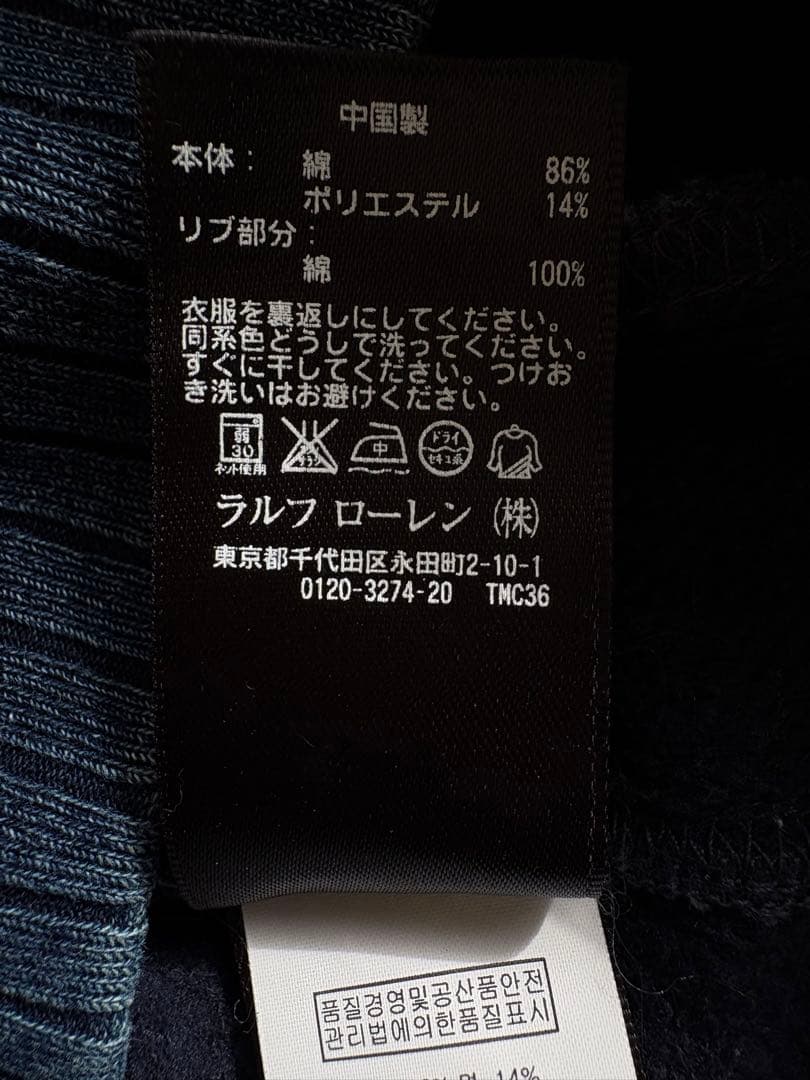 中国製
本体： 綿 86%
ポリエステル 14%
リブ部分：
綿 100%
衣服を裏返しにしてください。
同系色どうしで洗ってください。
すぐに干してください。つけお
き洗いはお避けください。
弱 30 ネット使用 中 ドライ セキユ系
ラルフ ローレン (株)
東京都千代田区永田町2-10-1
0120-3274-20 TMC36
품질경영및공산품안전
관리법에의한품질표시
14%